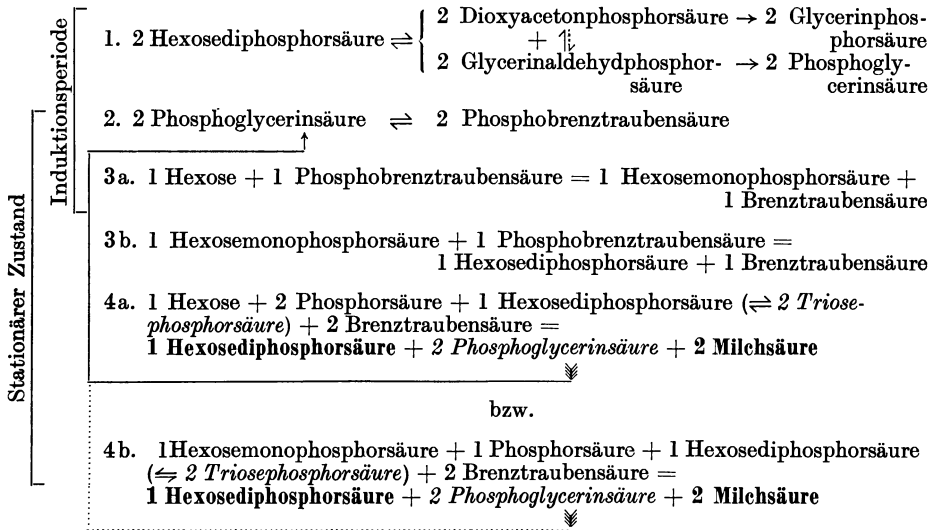 Stationärer Zustand
Induktionsperiode
1. 2 Hexosediphosphorsäure ⇌ { 2 Dioxyacetonphosphorsäure → 2 Glycerinphos-
+ ⥮ phorsäure
2 Glycerinaldehydphosphor- → 2 Phosphogly-
säure cerinsäure
2. 2 Phosphoglycerinsäure ⇌ 2 Phosphobrenztraubensäure
3a. 1 Hexose + 1 Phosphobrenztraubensäure = 1 Hexosemonophosphorsäure +
1 Brenztraubensäure
3b. 1 Hexosemonophosphorsäure + 1 Phosphobrenztraubensäure =
1 Hexosediphosphorsäure + 1 Brenztraubensäure
4a. 1 Hexose + 2 Phosphorsäure + 1 Hexosediphosphorsäure (⇌ 2 Triose-
phosphorsäure) + 2 Brenztraubensäure =
1 Hexosediphosphorsäure + 2 Phosphoglycerinsäure + 2 Milchsäure
bzw.
4b. 1Hexosemonophosphorsäure + 1 Phosphorsäure + 1 Hexosediphosphorsäure
(⇋ 2 Triosephosphorsäure) + 2 Brenztraubensäure =
1 Hexosediphosphorsäure + 2 Phosphoglycerinsäure + 2 Milchsäure